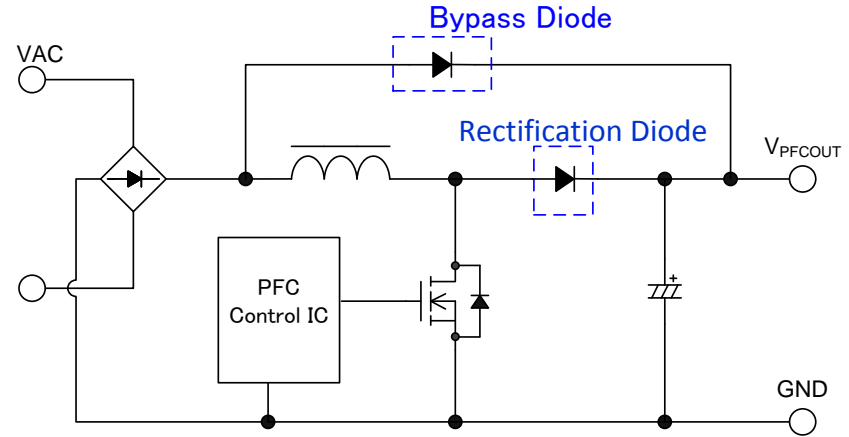 Bypass Diode
VAC
Rectification Diode
VPFCOUT
PFC
Control IC
+
GND